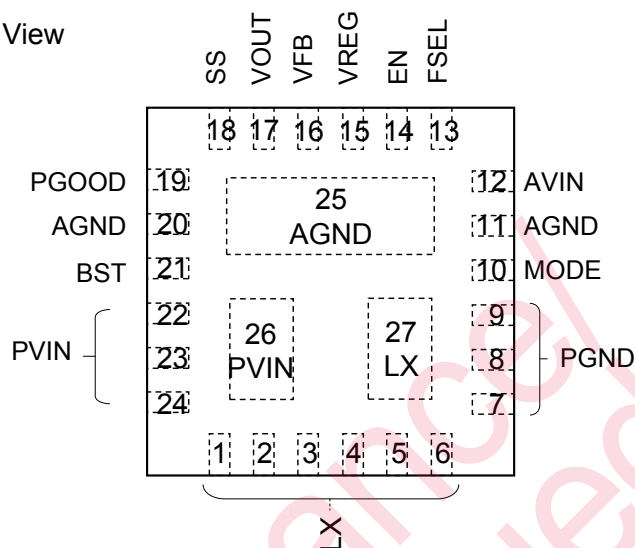 View
SS VOUT VFB VREG EN FSEL
18 17 16 15 14 13
PGOOD 19 25 AGND 12 AVIN
AGND 20 11 AGND
BST 21 10 MODE
PVIN 22 23 24 26 PVIN 27 LX 9 8 7 PGND
1 2 3 4 5 6
LX